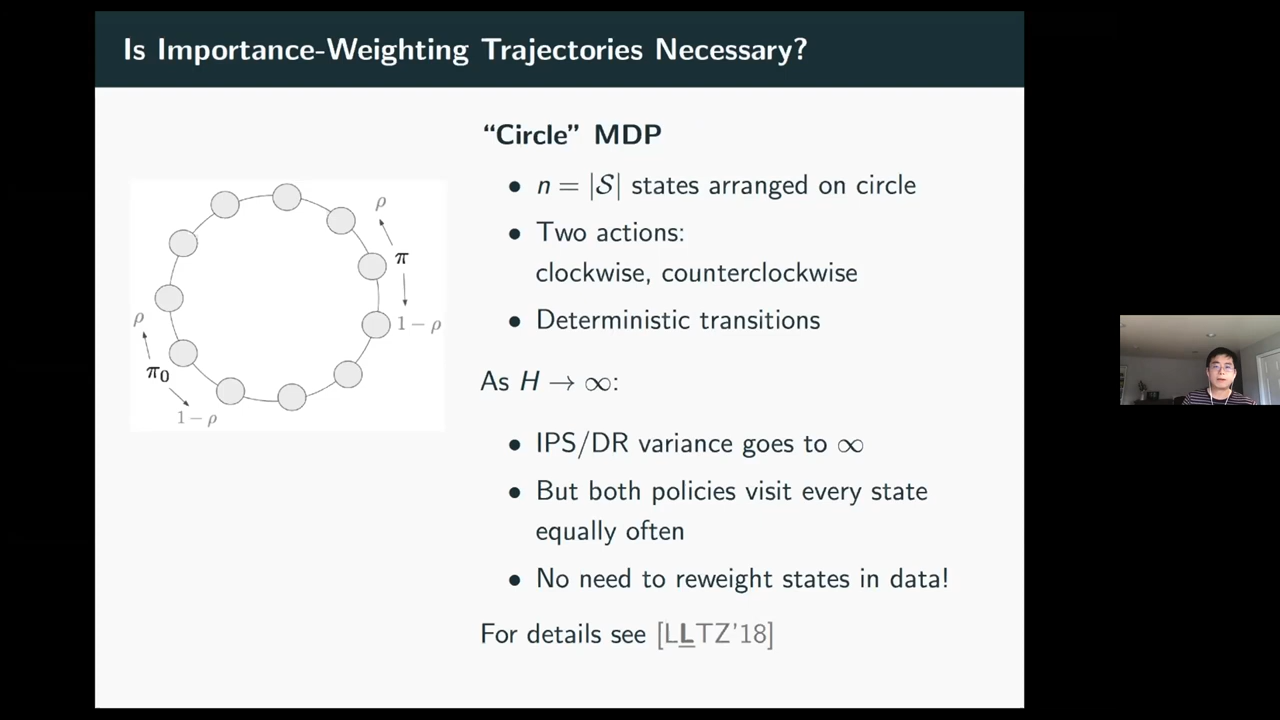 Is Importance-Weighting Trajectories Necessary?
“Circle” MDP
• n = |𝒮| states arranged on circle
• Two actions:
clockwise, counterclockwise
• Deterministic transitions
As H → ∞:
• IPS/DR variance goes to ∞
• But both policies visit every state
equally often
• No need to reweight states in data!
For details see [LLTZ'18]
ρ
π
1 − ρ
ρ
π₀
1 − ρ